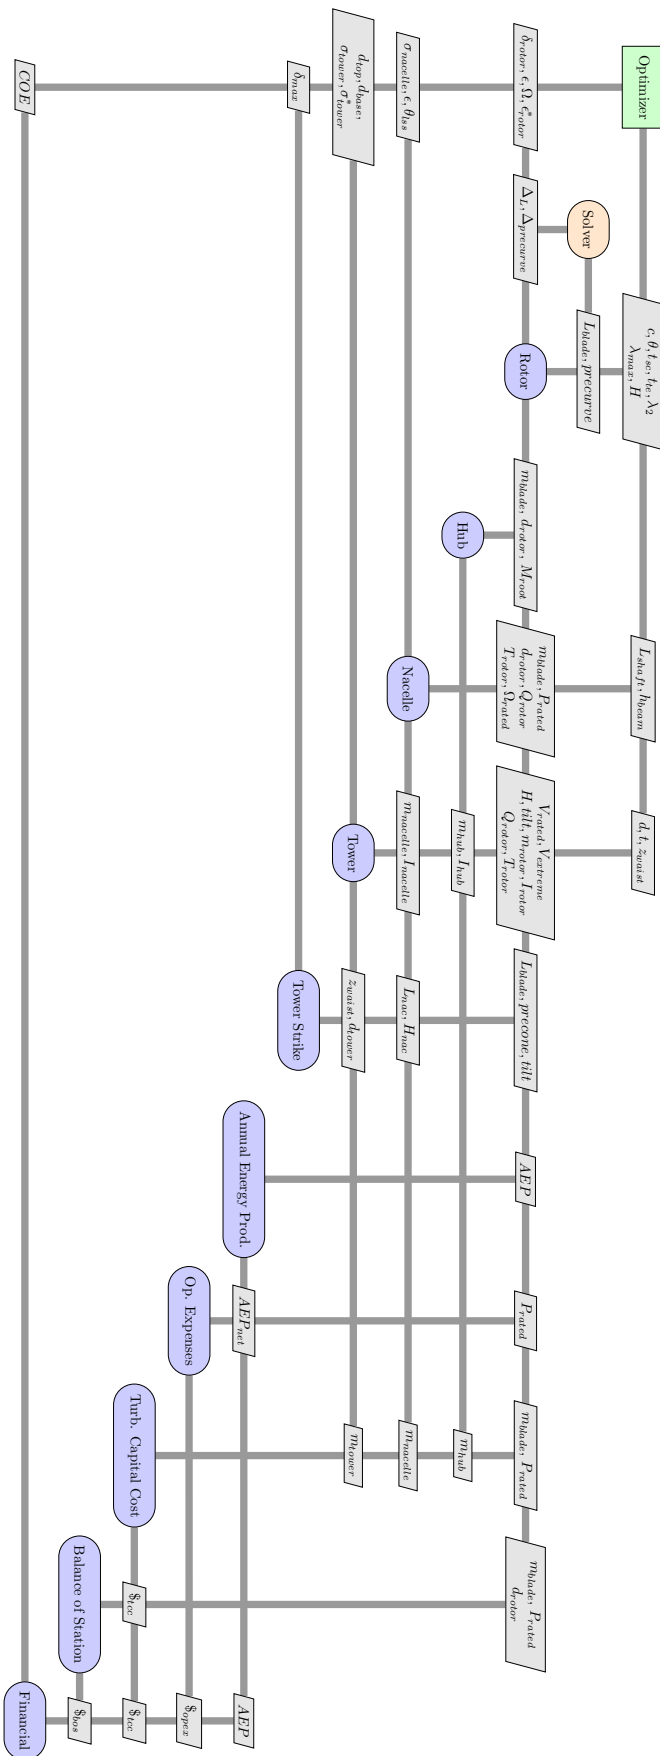 Optimizer
c, θ, t_sc, t_te, λ_2
λ_max, H
L_shaft, h_beam
d, t, z_waist
Solver
L_blade, precurve
δ_rotor, ϵ, Ω, ϵ*_rotor
Δ_L, Δ_precurve
Rotor
m_blade, d_rotor, M_root
m_blade, P_rated
d_rotor, Q_rotor
T_rotor, Ω_rated
V_rated, V_extreme
H, tilt, m_rotor, I_rotor
Q_rotor, T_rotor
L_blade, precone, tilt
AEP
P_rated
m_blade, P_rated
m_blade, P_rated
d_rotor
Hub
m_hub, I_hub
m_hub
σ_nacelle, ϵ, θ_lss
Nacelle
m_nacelle, I_nacelle
L_nac, H_nac
m_nacelle
d_top, d_base,
σ_tower, σ*_tower
Tower
z_waist, d_tower
m_tower
δ_max
Tower Strike
Annual Energy Prod.
AEP_net
AEP
Op. Expenses
$_opex
Turb. Capital Cost
$_tcc
$_tcc
Balance of Station
$_bos
COE
Financial